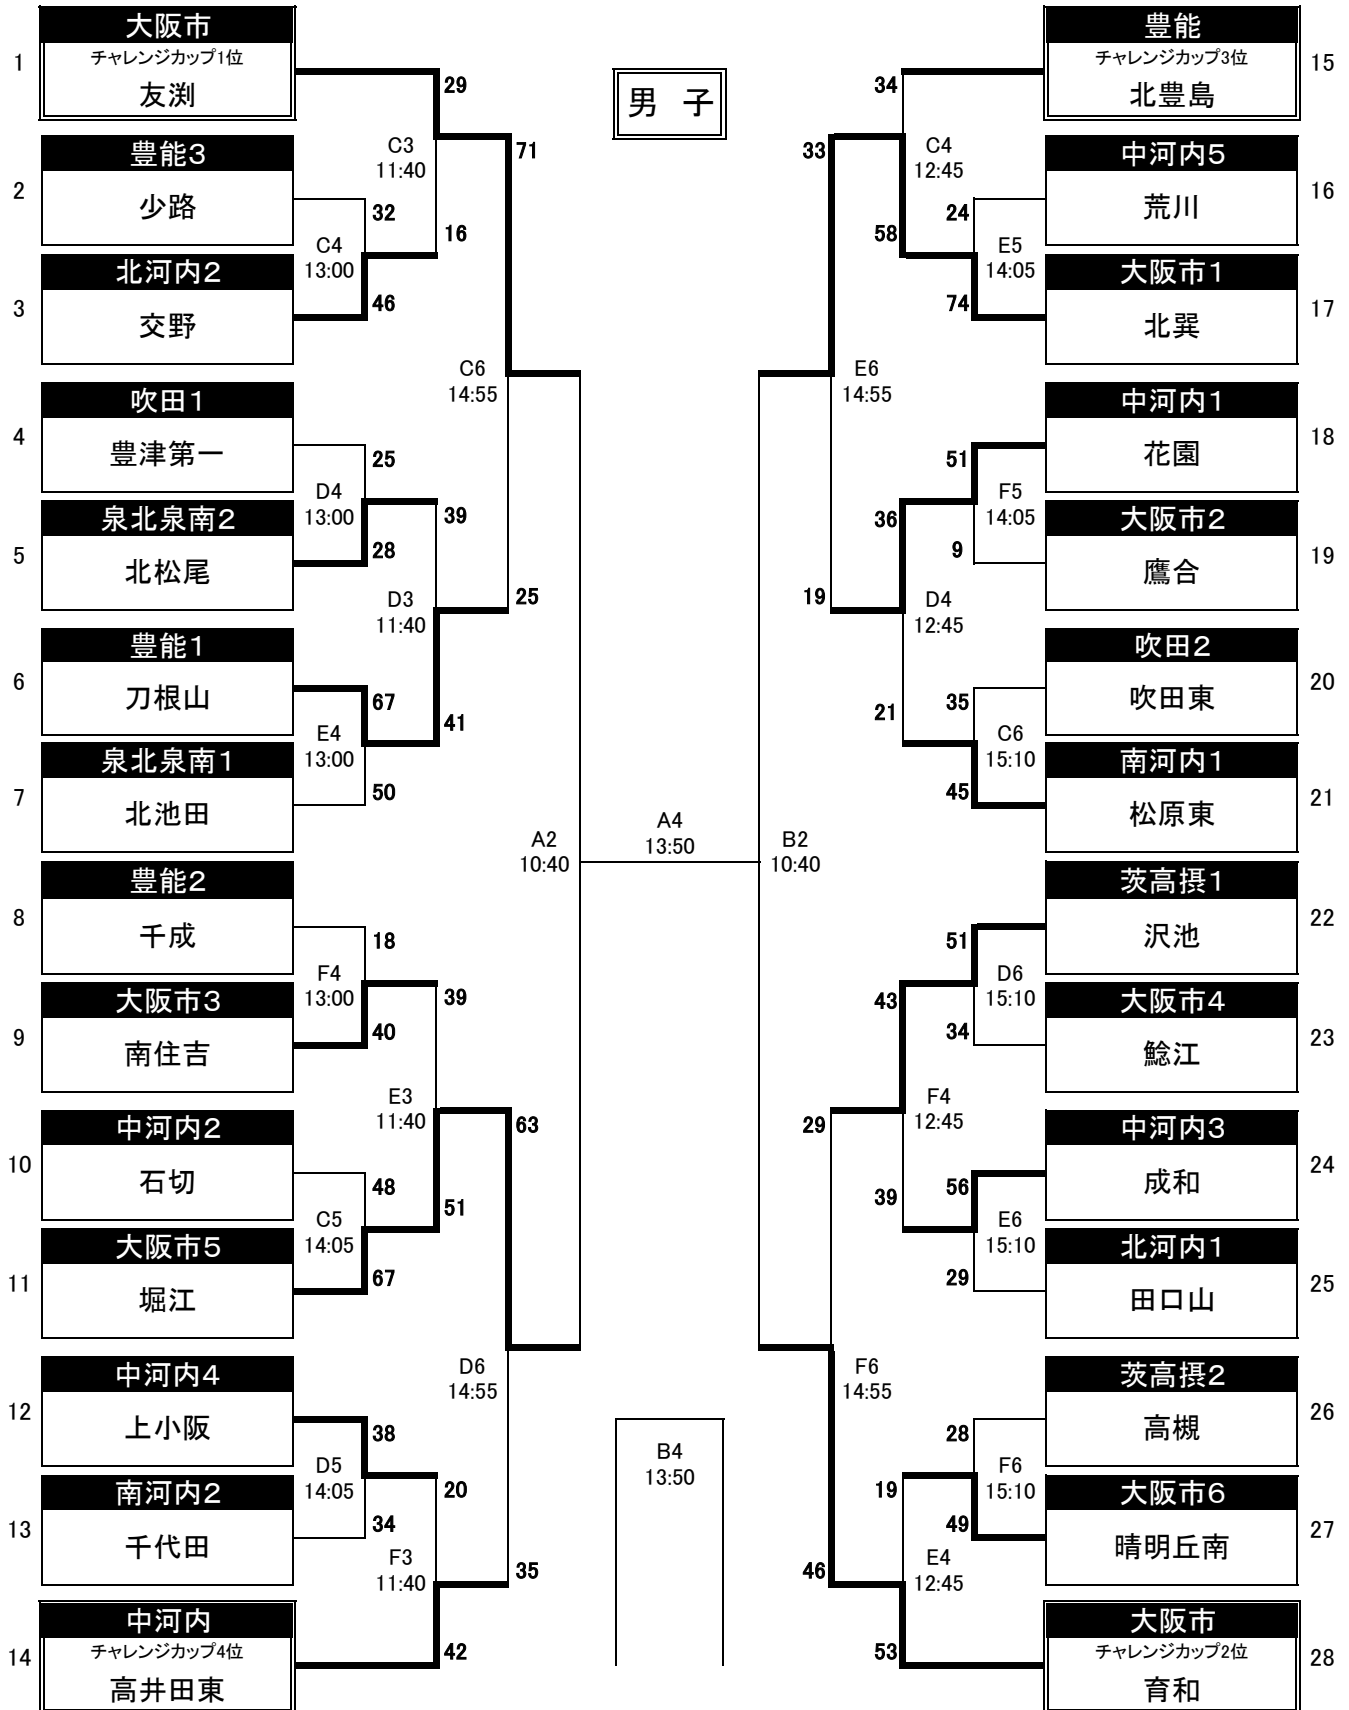 男 子
1
大阪市
チャレンジカップ1位
友渕
2
豊能3
少路
3
北河内2
交野
4
吹田1
豊津第一
5
泉北泉南2
北松尾
6
豊能1
刀根山
7
泉北泉南1
北池田
8
豊能2
千成
9
大阪市3
南住吉
10
中河内2
石切
11
大阪市5
堀江
12
中河内4
上小阪
13
南河内2
千代田
14
中河内
チャレンジカップ4位
高井田東
32
C4
13:00
46
25
D4
13:00
28
67
E4
13:00
50
18
F4
13:00
40
48
C5
14:05
67
38
D5
14:05
34
29
C3
11:40
16
39
D3
11:40
41
39
E3
11:40
51
20
F3
11:40
42
71
C6
14:55
25
63
D6
14:55
35
A2
10:40
A4
13:50
B2
10:40
B4
13:50
33
E6
14:55
19
29
F6
14:55
46
34
C4
12:45
58
36
D4
12:45
21
43
F4
12:45
39
19
E4
12:45
53
24
E5
14:05
74
51
F5
14:05
9
35
C6
15:10
45
51
D6
15:10
34
56
E6
15:10
29
28
F6
15:10
49
豊能
チャレンジカップ3位
北豊島
15
中河内5
荒川
16
大阪市1
北巽
17
中河内1
花園
18
大阪市2
鷹合
19
吹田2
吹田東
20
南河内1
松原東
21
茨高摂1
沢池
22
大阪市4
鯰江
23
中河内3
成和
24
北河内1
田口山
25
茨高摂2
高槻
26
大阪市6
晴明丘南
27
大阪市
チャレンジカップ2位
育和
28